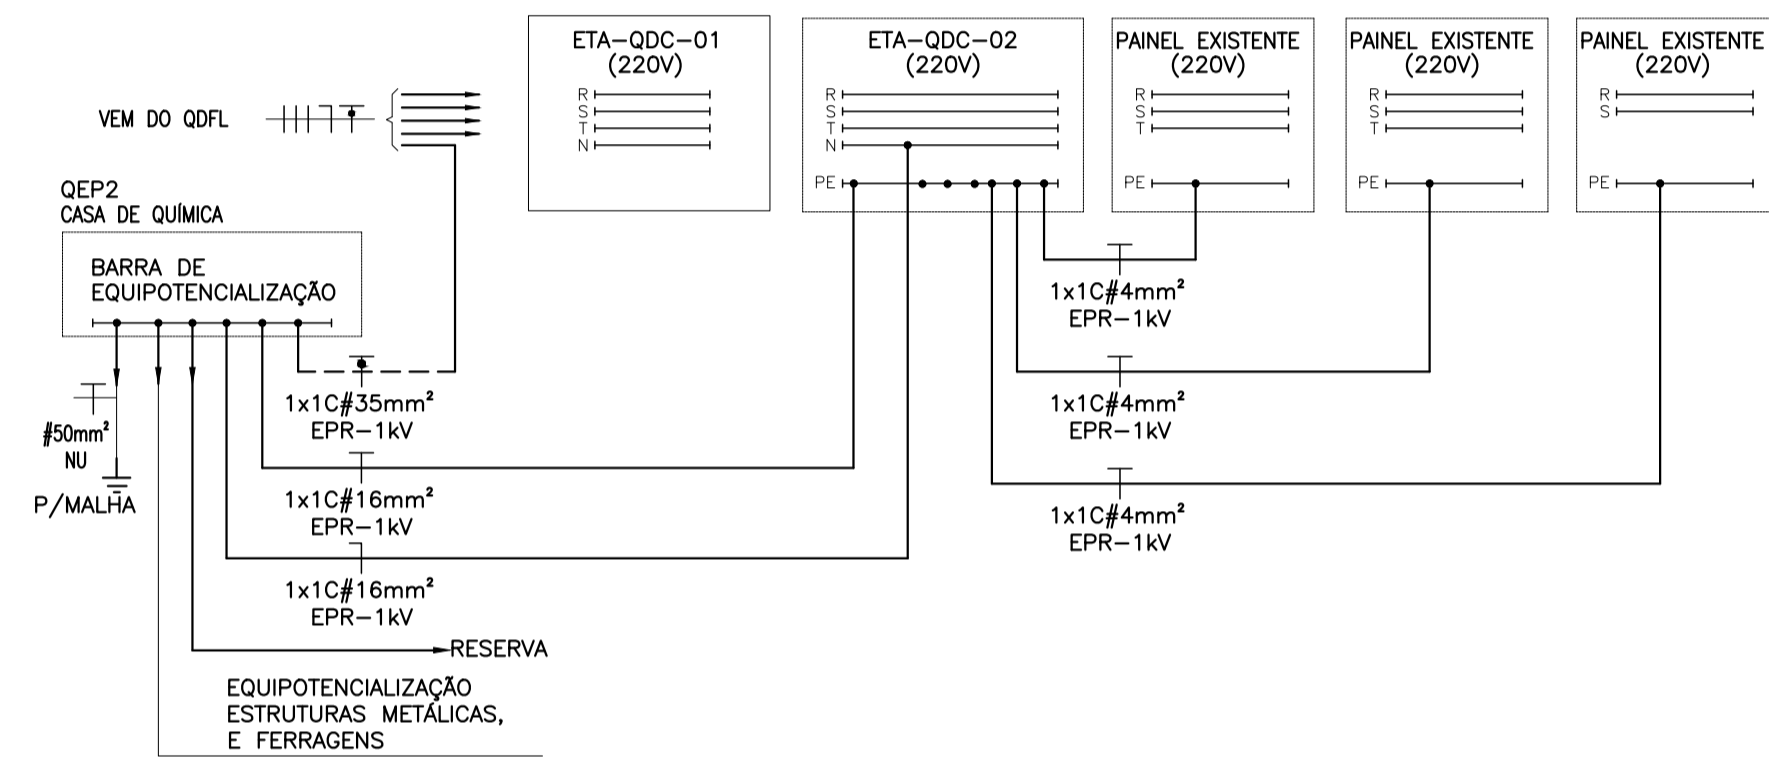 ETA-QDC-01
(220V)
R
S
T
N
ETA-QDC-02
(220V)
R
S
T
N
PE
PAINEL EXISTENTE
(220V)
R
S
T
PE
PAINEL EXISTENTE
(220V)
R
S
T
PE
PAINEL EXISTENTE
(220V)
R
S
PE
VEM DO QDFL
QEP2
CASA DE QUÍMICA
BARRA DE
EQUIPOTENCIALIZAÇÃO
#50mm²
NU
P/MALHA
1x1C#35mm²
EPR-1kV
1x1C#16mm²
EPR-1kV
1x1C#16mm²
EPR-1kV
1x1C#4mm²
EPR-1kV
1x1C#4mm²
EPR-1kV
1x1C#4mm²
EPR-1kV
RESERVA
EQUIPOTENCIALIZAÇÃO
ESTRUTURAS METÁLICAS,
E FERRAGENS